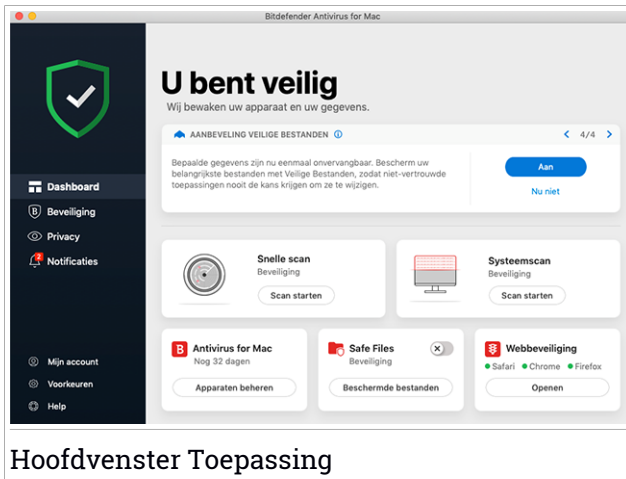 Bitdefender Antivirus for Mac
U bent veilig
Wij bewaken uw apparaat en uw gegevens.
AANBEVELING VEILIGE BESTANDEN
4/4
Bepaalde gegevens zijn nu eenmaal onvervangbaar. Bescherm uw
belangrijkste bestanden met Veilige Bestanden, zodat niet-vertrouwde
toepassingen nooit de kans krijgen om ze te wijzigen.
Aan
Nu niet
Dashboard
Beveiliging
Privacy
2
Notificaties
Mijn account
Voorkeuren
Help
Snelle scan
Beveiliging
Scan starten
Systeemscan
Beveiliging
Scan starten
B
Antivirus for Mac
Nog 32 dagen
Apparaten beheren
Safe Files
Beveiliging
Beschermde bestanden
Webbeveiliging
Safari Chrome Firefox
Openen
Hoofdvenster Toepassing